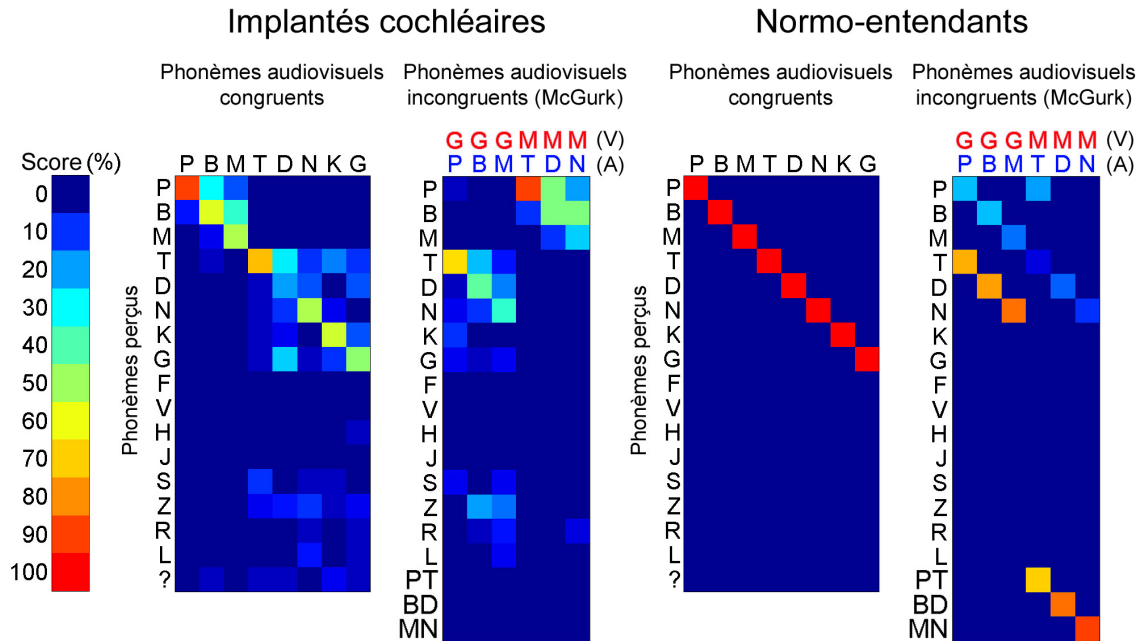 Implantés cochléaires
Normo-entendants
Phonèmes audiovisuels
congruents
Phonèmes audiovisuels
incongruents (McGurk)
Phonèmes audiovisuels
congruents
Phonèmes audiovisuels
incongruents (McGurk)
G G G M M M (V)
P B M T D N (A)
G G G M M M (V)
P B M T D N (A)
Score (%)
0
10
20
30
40
50
60
70
80
90
100
P B M T D N K G
Phonèmes perçus
P
B
M
T
D
N
K
G
F
V
H
J
S
Z
R
L
?
P
B
M
T
D
N
K
G
F
V
H
J
S
Z
R
L
PT
BD
MN
P B M T D N K G
Phonèmes perçus
P
B
M
T
D
N
K
G
F
V
H
J
S
Z
R
L
?
P
B
M
T
D
N
K
G
F
V
H
J
S
Z
R
L
PT
BD
MN